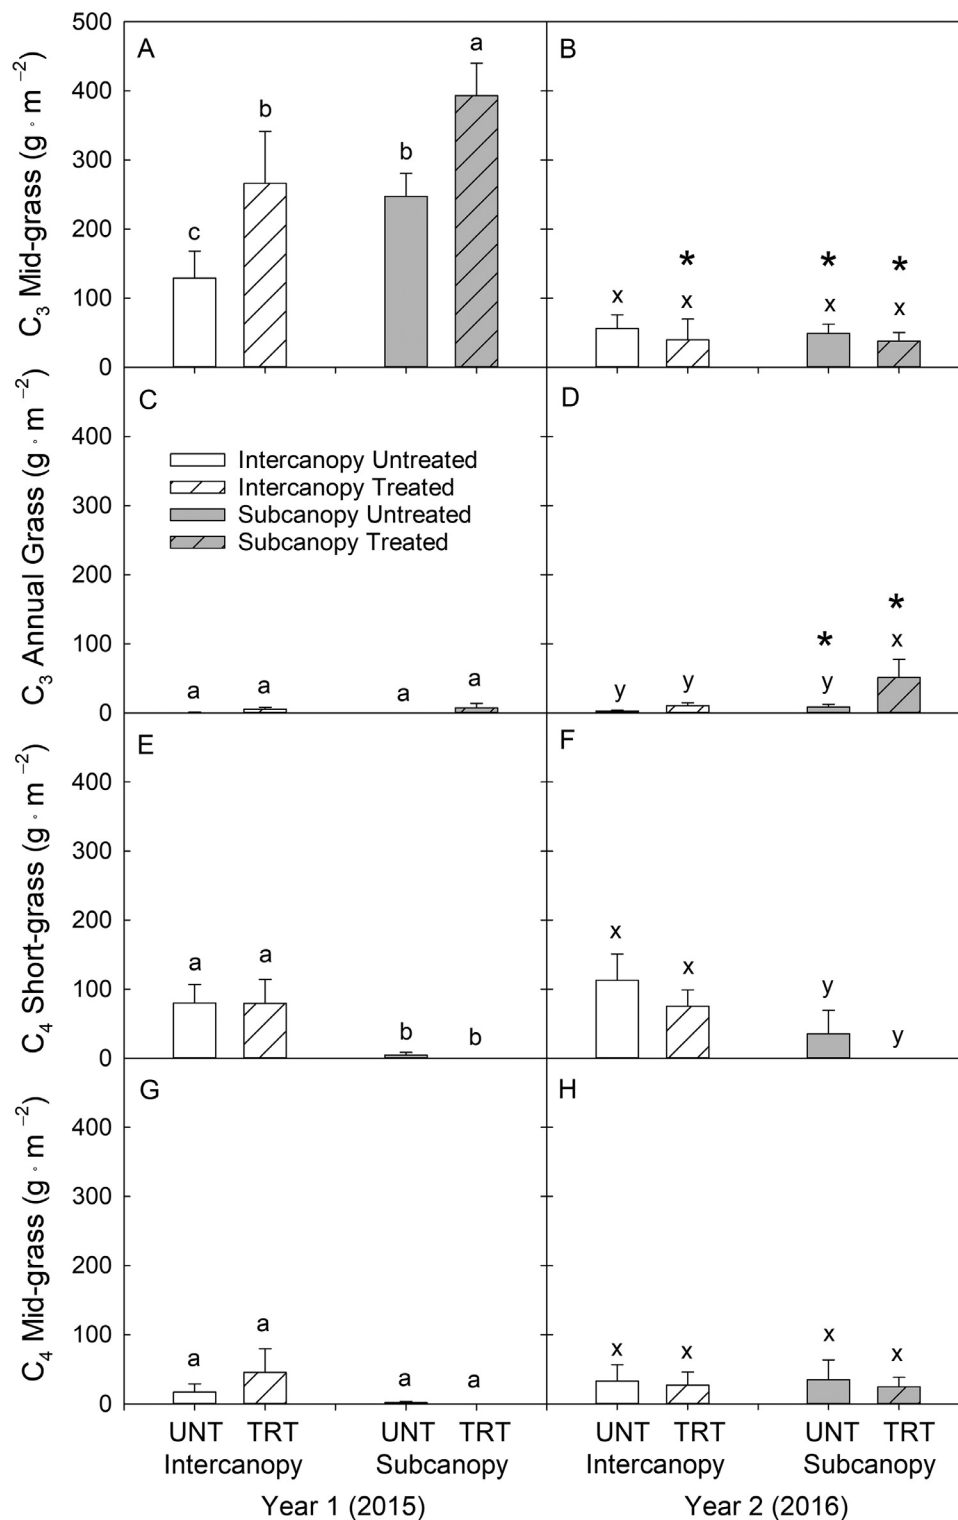 C3 Mid-grass (g · m −2)
500
400
300
200
100
0
A
c
b
b
a
B
x
*
x
*
x
*
x
C3 Annual Grass (g · m −2)
400
300
200
100
0
C
Intercanopy Untreated
Intercanopy Treated
Subcanopy Untreated
Subcanopy Treated
a
a
a
a
D
y
y
*
y
*
x
C4 Short-grass (g · m −2)
400
300
200
100
0
E
a
a
b
b
F
x
x
y
y
C4 Mid-grass (g · m −2)
400
300
200
100
0
G
a
a
a
a
H
x
x
x
x
UNT TRT UNT TRT UNT TRT UNT TRT
Intercanopy Subcanopy Intercanopy Subcanopy
Year 1 (2015) Year 2 (2016)